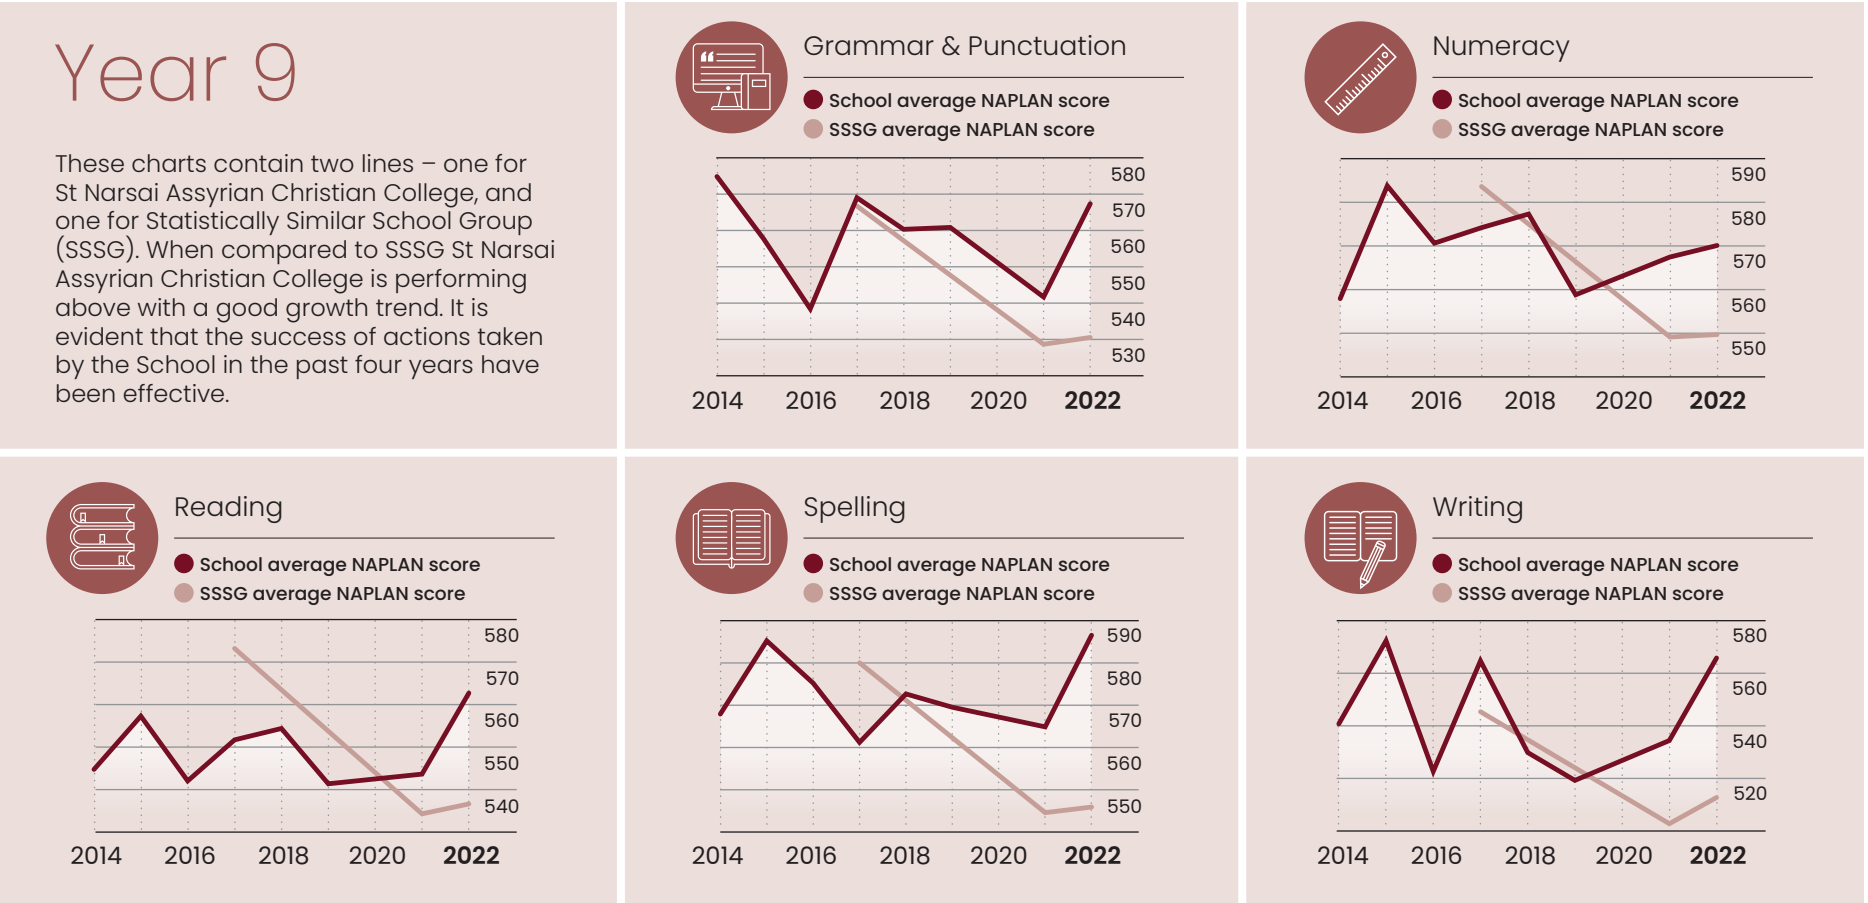 Year 9
These charts contain two lines – one for
St Narsai Assyrian Christian College, and
one for Statistically Similar School Group
(SSSG). When compared to SSSG St Narsai
Assyrian Christian College is performing
above with a good growth trend. It is
evident that the success of actions taken
by the School in the past four years have
been effective.
Grammar & Punctuation
School average NAPLAN score
SSSG average NAPLAN score
580
570
560
550
540
530
2014 2016 2018 2020 2022
Numeracy
School average NAPLAN score
SSSG average NAPLAN score
590
580
570
560
550
2014 2016 2018 2020 2022
Reading
School average NAPLAN score
SSSG average NAPLAN score
580
570
560
550
540
2014 2016 2018 2020 2022
Spelling
School average NAPLAN score
SSSG average NAPLAN score
590
580
570
560
550
2014 2016 2018 2020 2022
Writing
School average NAPLAN score
SSSG average NAPLAN score
580
560
540
520
2014 2016 2018 2020 2022